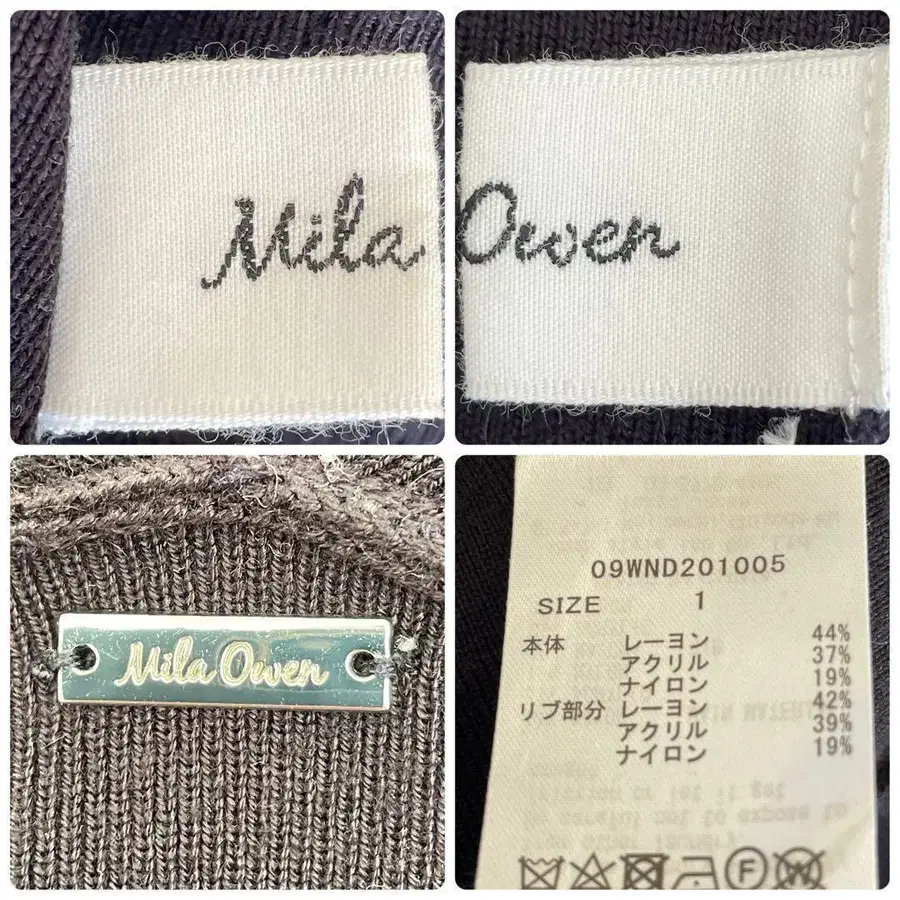 Mila
Owen
Mila Owen
09WND201005
SIZE 1
本体 レーヨン 44%
アクリル 37%
ナイロン 19%
リブ部分 レーヨン 42%
アクリル 39%
ナイロン 19%